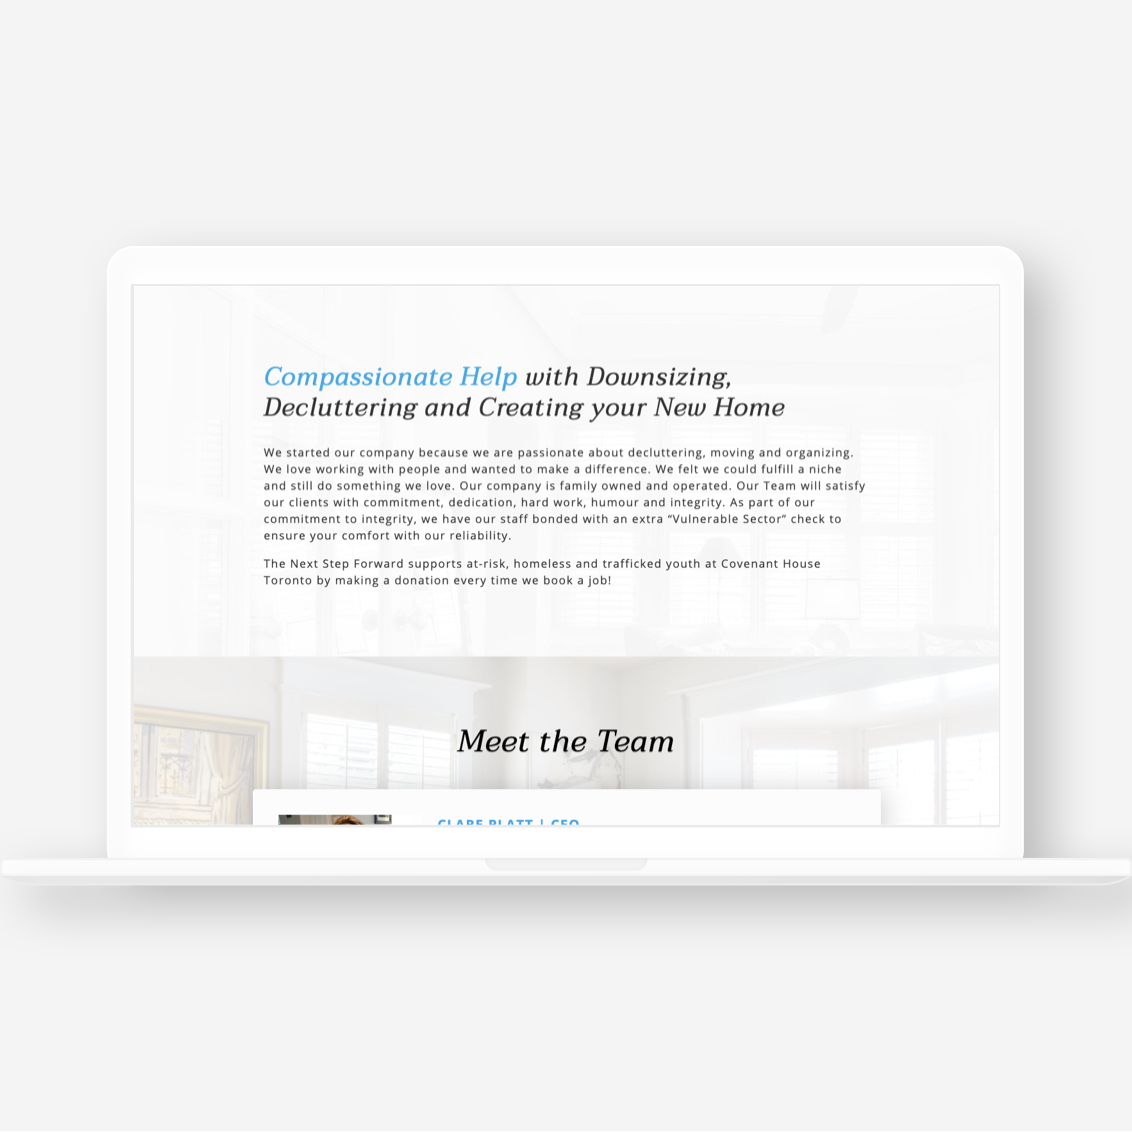 Compassionate Help with Downsizing,
Decluttering and Creating your New Home
We started our company because we are passionate about decluttering, moving and organizing.
We love working with people and wanted to make a difference. We felt we could fulfill a niche
and still do something we love. Our company is family owned and operated. Our Team will satisfy
our clients with commitment, dedication, hard work, humour and integrity. As part of our
commitment to integrity, we have our staff bonded with an extra “Vulnerable Sector” check to
ensure your comfort with our reliability.
The Next Step Forward supports at-risk, homeless and trafficked youth at Covenant House
Toronto by making a donation every time we book a job!
Meet the Team
| CEO